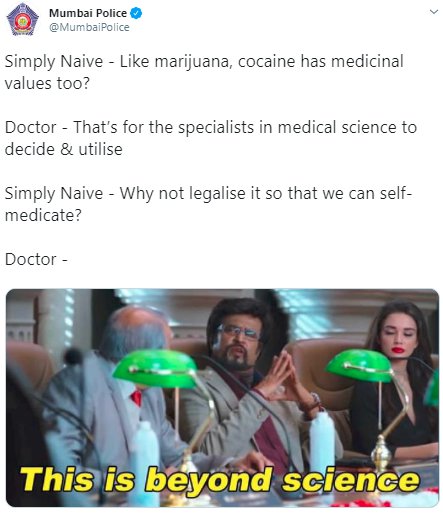 Mumbai Police
@MumbaiPolice
Simply Naive - Like marijuana, cocaine has medicinal
values too?
Doctor - That’s for the specialists in medical science to
decide & utilise
Simply Naive - Why not legalise it so that we can self-
medicate?
Doctor -
This is beyond science